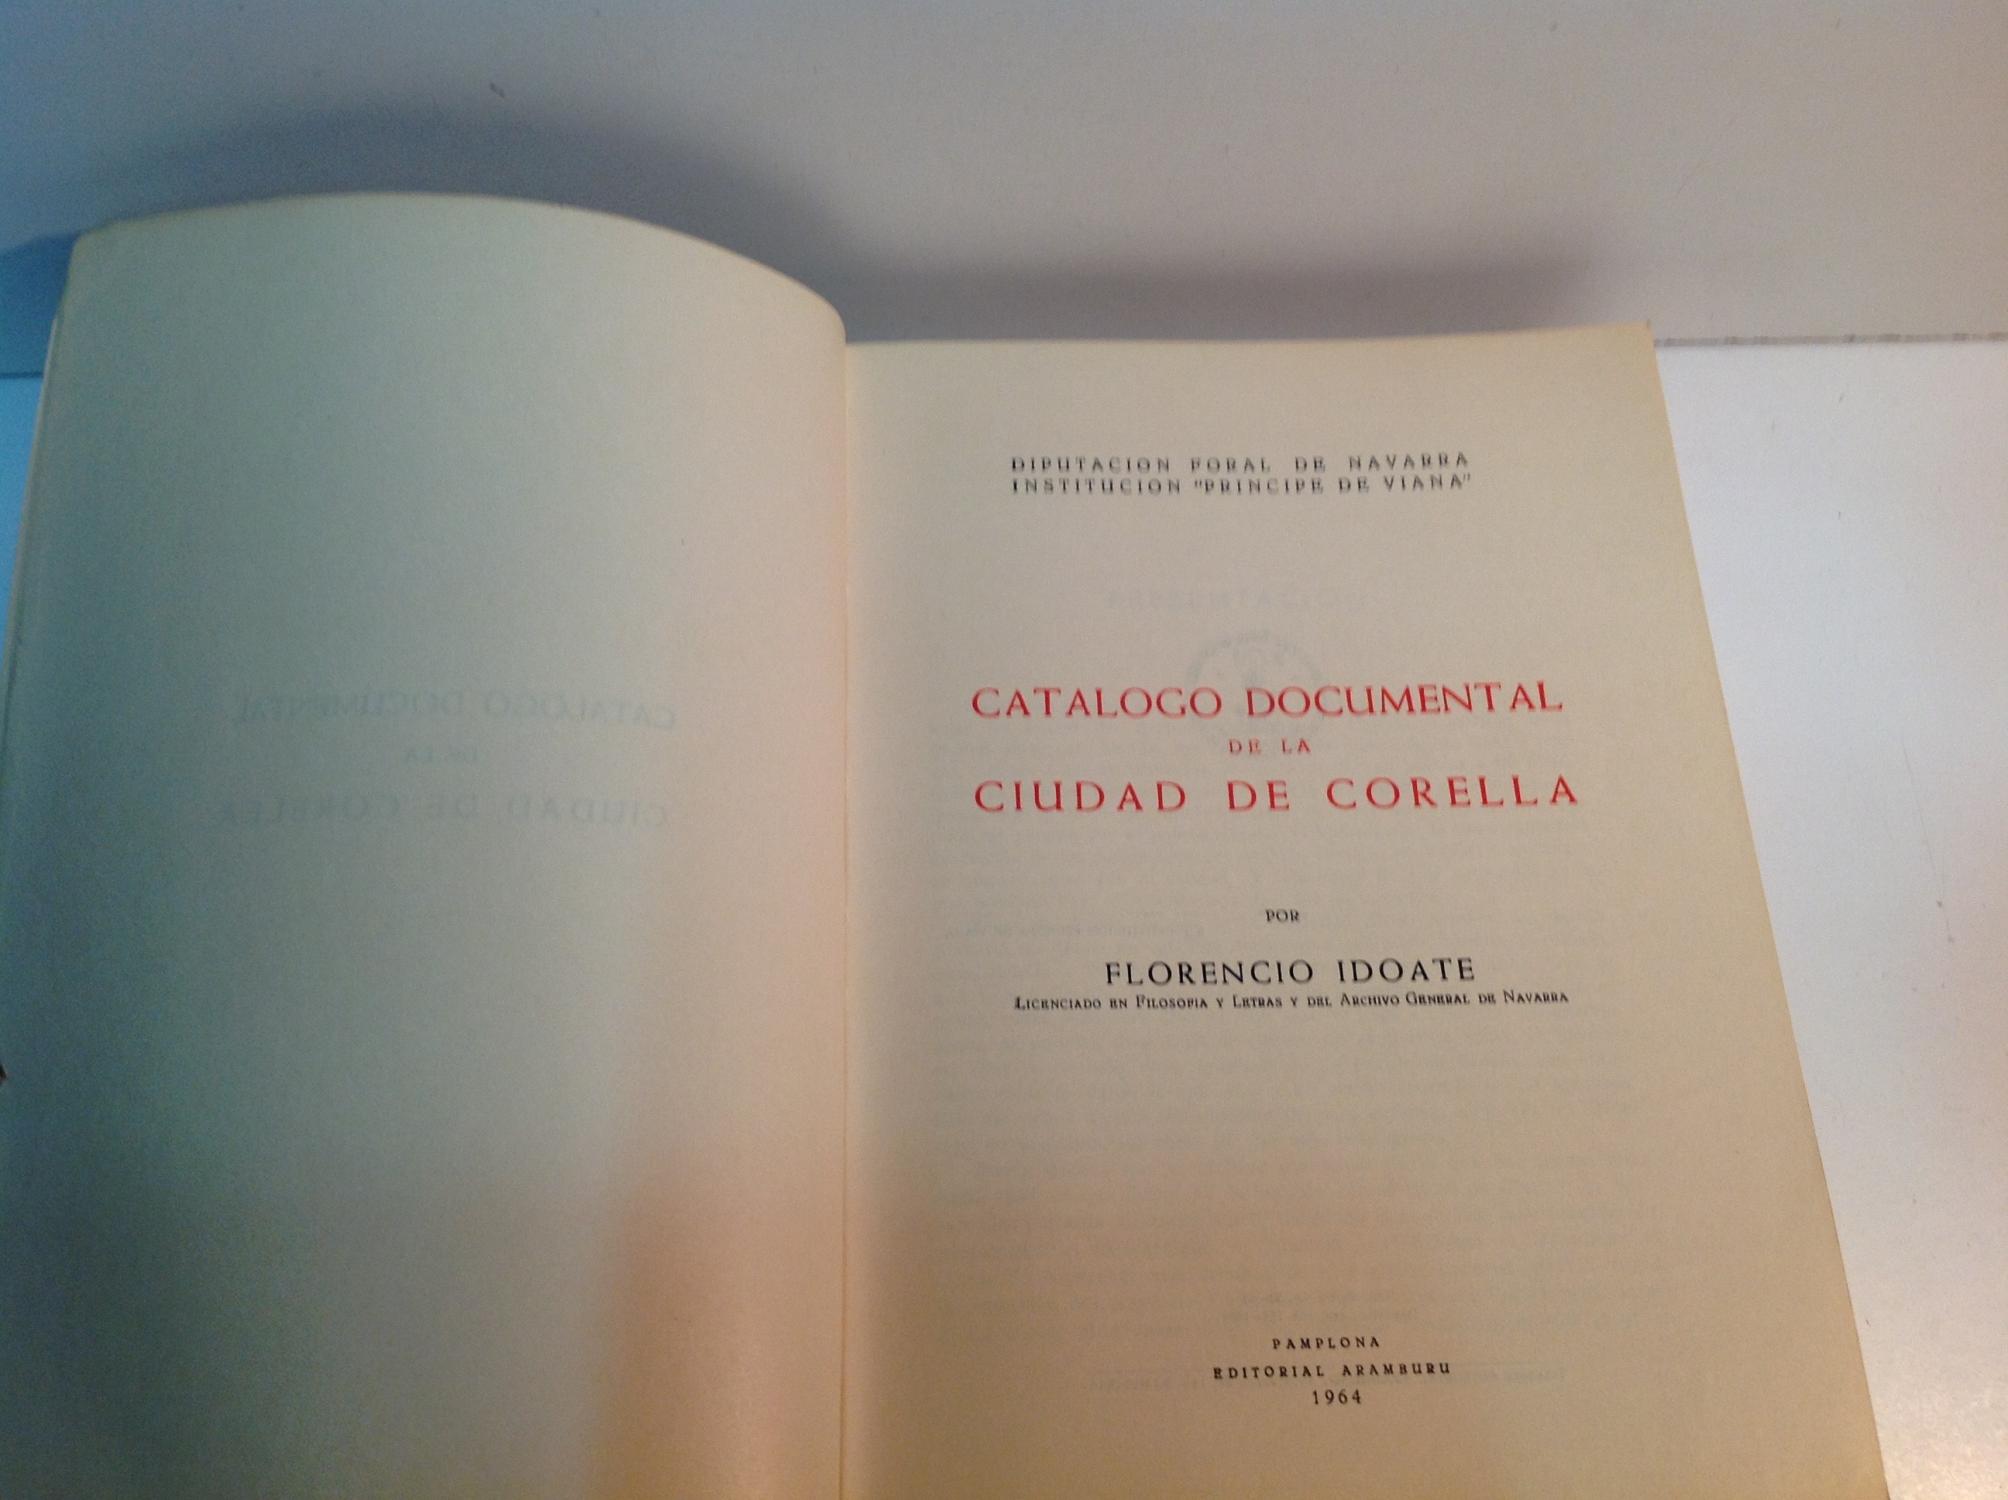 DIPUTACION FORAL DE NAVARRA
INSTITUCION "PRINCIPE DE VIANA"
CATALOGO DOCUMENTAL
DE LA
CIUDAD DE CORELLA
POR
FLORENCIO IDOATE
LICENCIADO EN FILOSOFIA Y LETRAS Y DEL ARCHIVO GENERAL DE NAVARRA
PAMPLONA
EDITORIAL ARAMBURU
1964